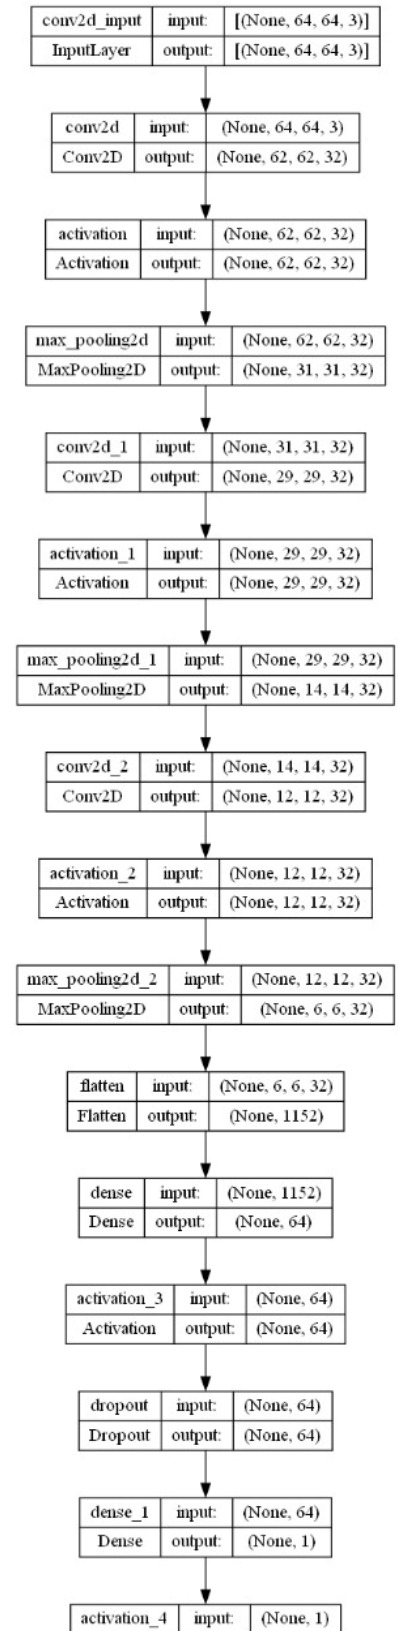 conv2d_input input: [(None, 64, 64, 3)]
InputLayer output: [(None, 64, 64, 3)]
conv2d input: (None, 64, 64, 3)
Conv2D output: (None, 62, 62, 32)
activation input: (None, 62, 62, 32)
Activation output: (None, 62, 62, 32)
max_pooling2d input: (None, 62, 62, 32)
MaxPooling2D output: (None, 31, 31, 32)
conv2d_1 input: (None, 31, 31, 32)
Conv2D output: (None, 29, 29, 32)
activation_1 input: (None, 29, 29, 32)
Activation output: (None, 29, 29, 32)
max_pooling2d_1 input: (None, 29, 29, 32)
MaxPooling2D output: (None, 14, 14, 32)
conv2d_2 input: (None, 14, 14, 32)
Conv2D output: (None, 12, 12, 32)
activation_2 input: (None, 12, 12, 32)
Activation output: (None, 12, 12, 32)
max_pooling2d_2 input: (None, 12, 12, 32)
MaxPooling2D output: (None, 6, 6, 32)
flatten input: (None, 6, 6, 32)
Flatten output: (None, 1152)
dense input: (None, 1152)
Dense output: (None, 64)
activation_3 input: (None, 64)
Activation output: (None, 64)
dropout input: (None, 64)
Dropout output: (None, 64)
dense_1 input: (None, 64)
Dense output: (None, 1)
activation_4 input: (None, 1)